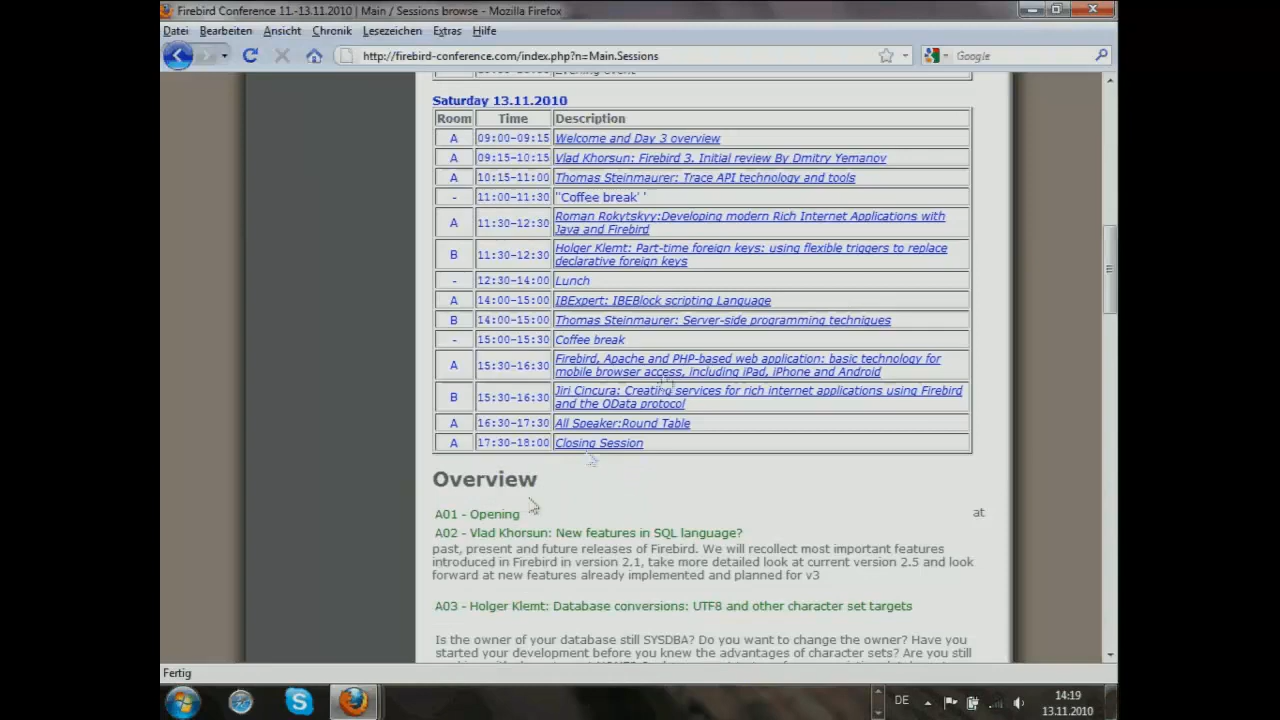 Firebird Conference 11.-13.11.2010 | Main / Sessions browse - Mozilla Firefox
Datei Bearbeiten Ansicht Chronik Lesezeichen Extras Hilfe
http://firebird-conference.com/index.php?n=Main.Sessions
Google
Evening event
Saturday 13.11.2010
Room Time Description
A 09:00-09:15 Welcome and Day 3 overview
A 09:15-10:15 Vlad Khorsun: Firebird 3. Initial review By Dmitry Yemanov
A 10:15-11:00 Thomas Steinmaurer: Trace API technology and tools
- 11:00-11:30 "Coffee break' '
A 11:30-12:30 Roman Rokytskyy:Developing modern Rich Internet Applications with
Java and Firebird
B 11:30-12:30 Holger Klemt: Part-time foreign keys: using flexible triggers to replace
declarative foreign keys
- 12:30-14:00 Lunch
A 14:00-15:00 IBExpert: IBEBlock scripting Language
B 14:00-15:00 Thomas Steinmaurer: Server-side programming techniques
- 15:00-15:30 Coffee break
A 15:30-16:30 Firebird, Apache and PHP-based web application: basic technology for
mobile browser access, including iPad, iPhone and Android
B 15:30-16:30 Jiri Cincura: Creating services for rich internet applications using Firebird
and the OData protocol
A 16:30-17:30 All Speaker:Round Table
A 17:30-18:00 Closing Session
Overview
A01 - Opening at
A02 - Vlad Khorsun: New features in SQL language?
past, present and future releases of Firebird. We will recollect most important features
introduced in Firebird in version 2.1, take more detailed look at current version 2.5 and look
forward at new features already implemented and planned for v3
A03 - Holger Klemt: Database conversions: UTF8 and other character set targets
Is the owner of your database still SYSDBA? Do you want to change the owner? Have you
started your development before you knew the advantages of character sets? Are you still
Fertig
DE
14:19
13.11.2010